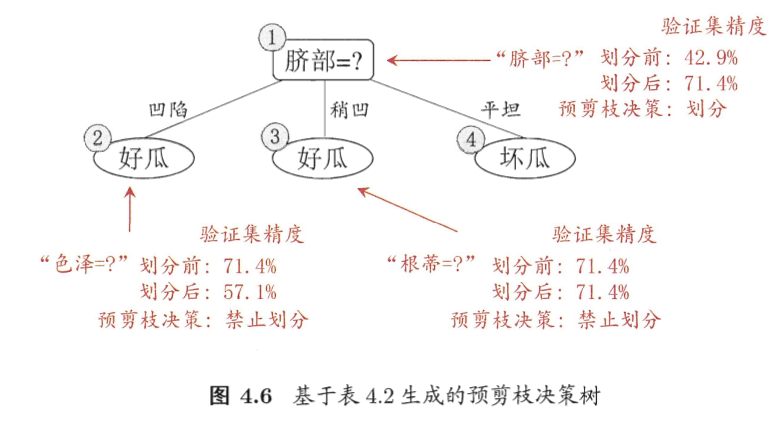 验证集精度
① 脐部=?
“脐部=?” 划分前: 42.9%
划分后: 71.4%
预剪枝决策: 划分
凹陷 稍凹 平坦
② 好瓜 ③ 好瓜 ④ 坏瓜
验证集精度
“色泽=?” 划分前: 71.4%
划分后: 57.1%
预剪枝决策: 禁止划分
验证集精度
“根蒂=?” 划分前: 71.4%
划分后: 71.4%
预剪枝决策: 禁止划分
图 4.6 基于表 4.2 生成的预剪枝决策树